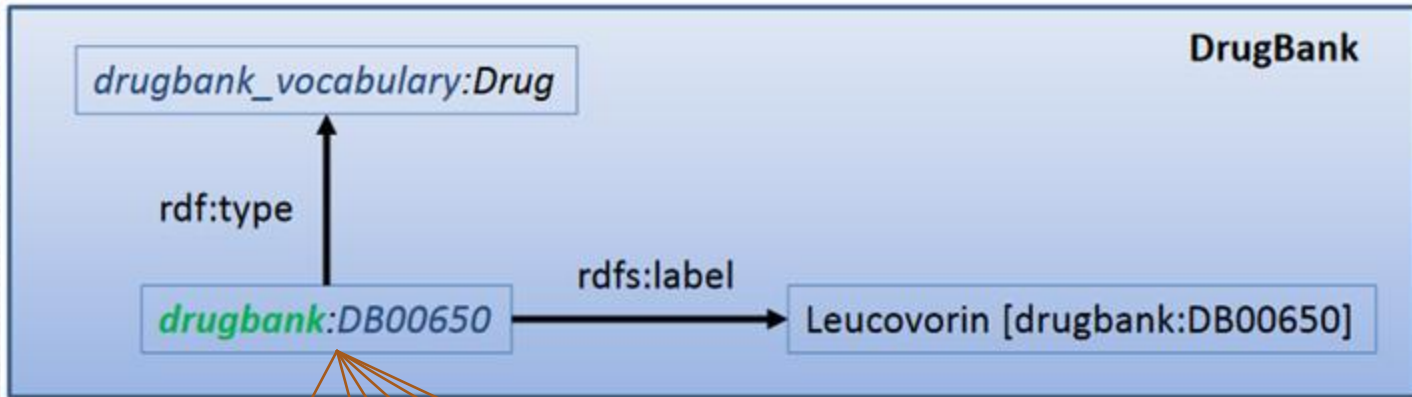 DrugBank
drugbank_vocabulary:Drug
rdf:type
rdfs:label
drugbank:DB00650
Leucovorin [drugbank:DB00650]